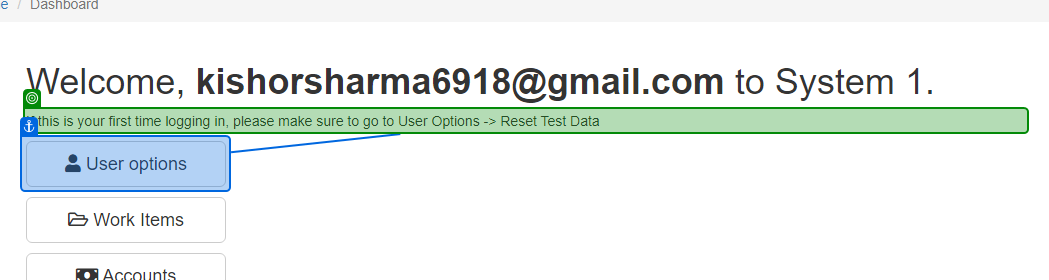 e / Dashboard
Welcome, kishorsharma6918@gmail.com to System 1.
this is your first time logging in, please make sure to go to User Options -> Reset Test Data
User options
Work Items
Accounts